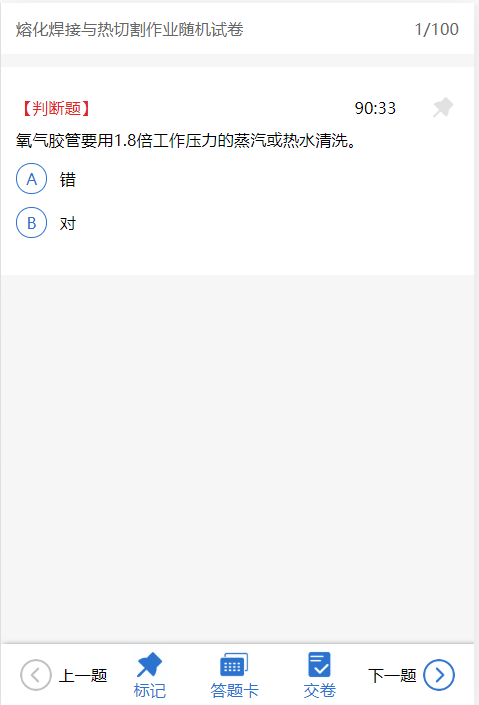 熔化焊接与热切割作业随机试卷 1/100
【判断题】 90:33
氧气胶管要用1.8倍工作压力的蒸汽或热水清洗。
A 错
B 对
上一题 标记 答题卡 交卷 下一题